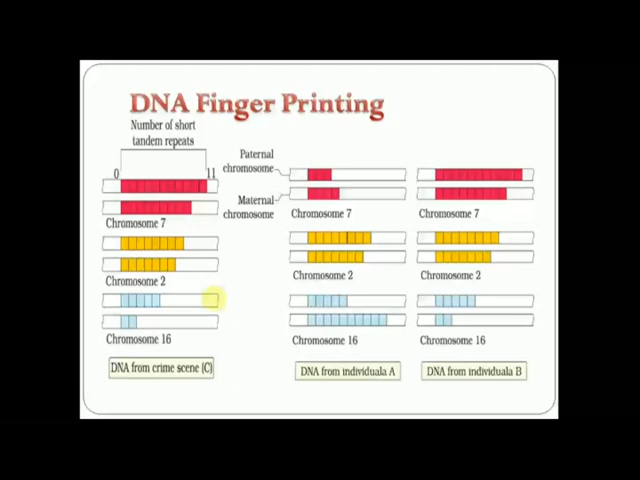 DNA Finger Printing
Number of short
tandem repeats
0
11
Chromosome 7
Chromosome 2
Chromosome 16
DNA from crime scene (C)
Paternal
chromosome
Maternal
chromosome
Chromosome 7
Chromosome 2
Chromosome 16
DNA from individuala A
Chromosome 7
Chromosome 2
Chromosome 16
DNA from individuala B